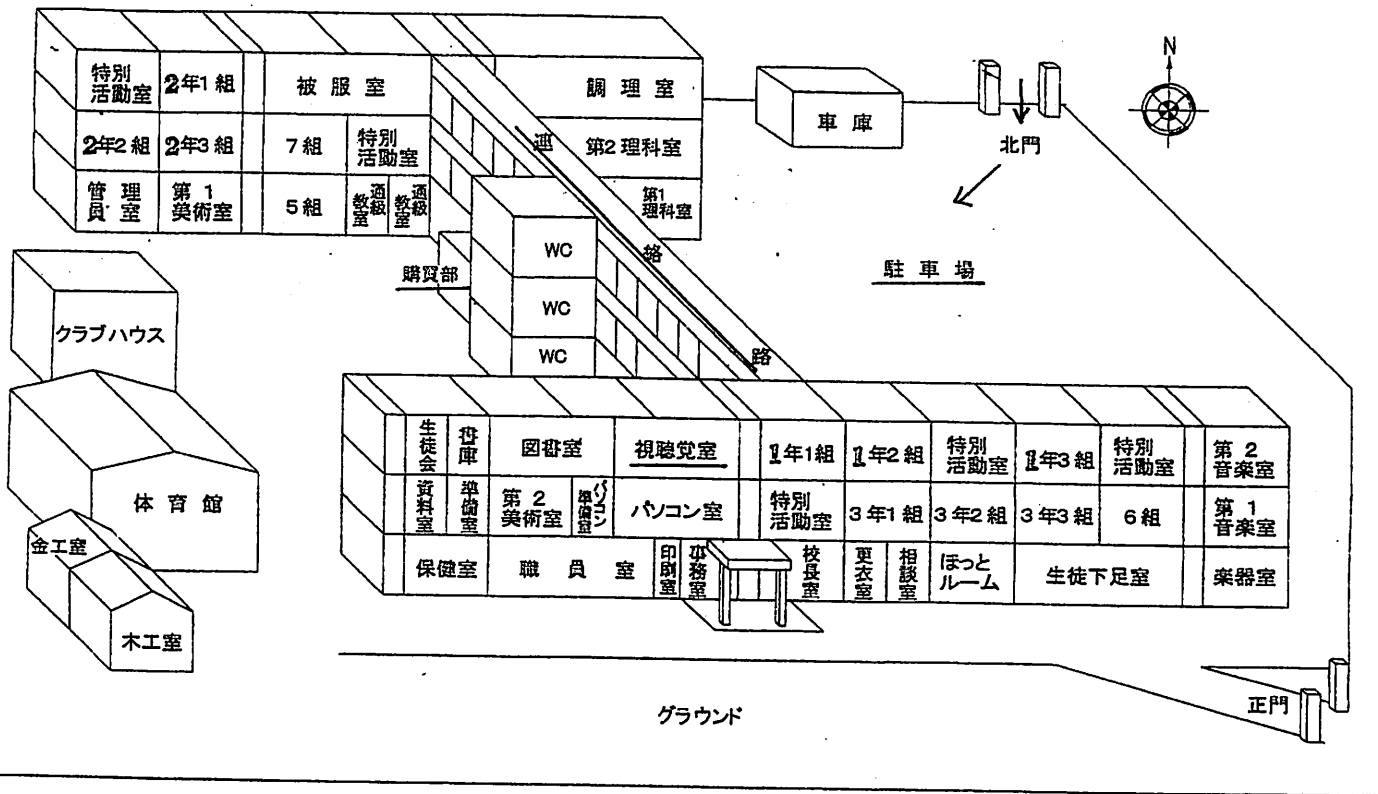 N
特別
活動室
2年1組
被服室
調理室
2年2組
2年3組
7組
特別
活動室
第2理科室
管理
員室
第1
美術室
5組
通級
教室
通級
教室
第1
理科室
連絡路
車庫
北門
駐車場
WC
WC
WC
購買部
クラブハウス
体育館
金工室
木工室
生徒会
書庫
図書室
視聴覚室
1年1組
1年2組
特別
活動室
1年3組
特別
活動室
第2
音楽室
資料室
準備室
第2
美術室
パソコン
準備室
パソコン室
特別
活動室
3年1組
3年2組
3年3組
6組
第1
音楽室
保健室
職員室
印刷室
事務室
校長室
更衣室
相談室
ほっと
ルーム
生徒下足室
楽器室
グラウンド
正門